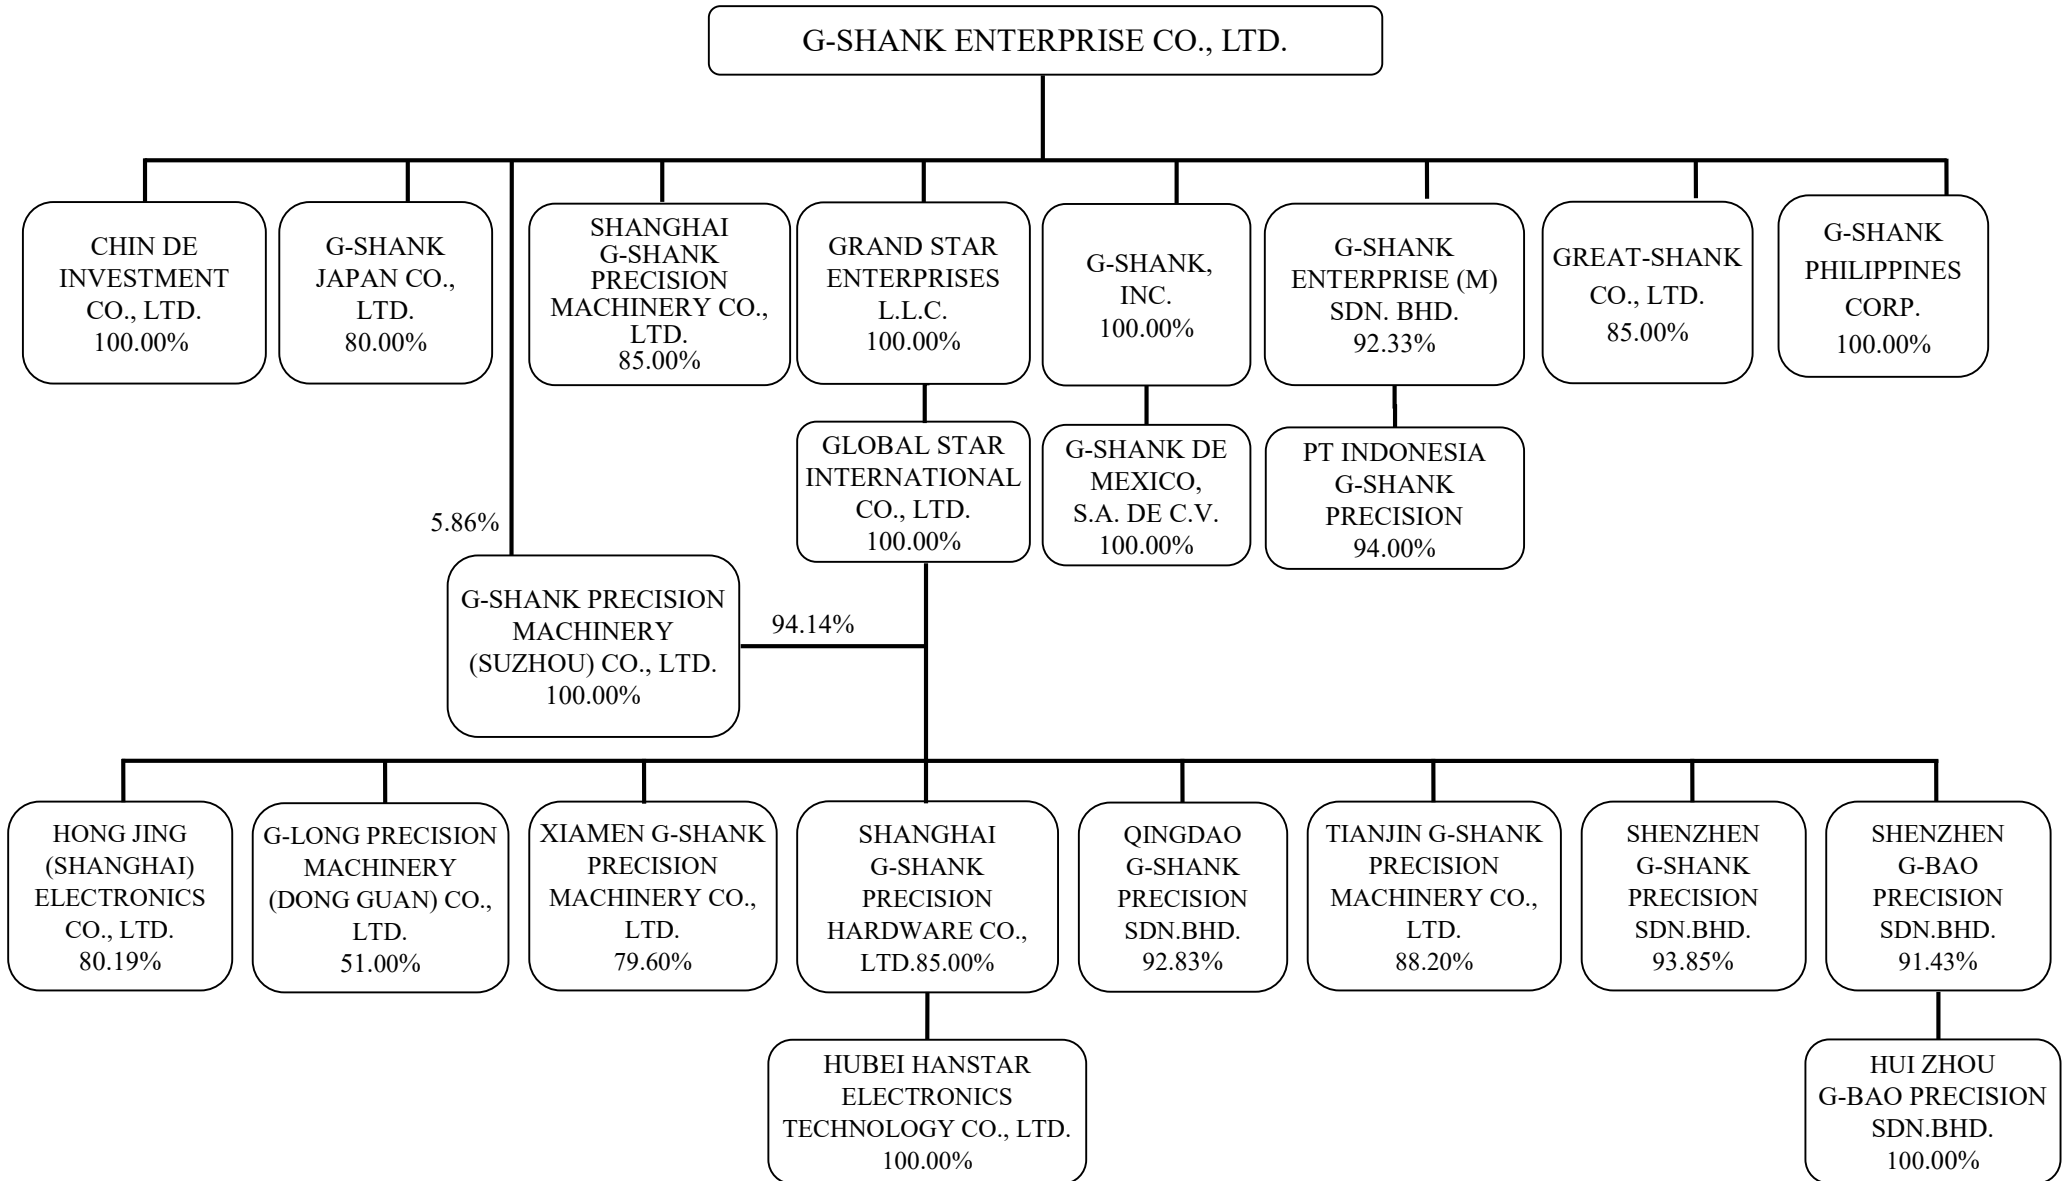 G-SHANK ENTERPRISE CO., LTD.
CHIN DE
INVESTMENT
CO., LTD.
100.00%
G-SHANK
JAPAN CO.,
LTD.
80.00%
SHANGHAI
G-SHANK
PRECISION
MACHINERY CO.,
LTD.
85.00%
GRAND STAR
ENTERPRISES
L.L.C.
100.00%
G-SHANK,
INC.
100.00%
G-SHANK
ENTERPRISE (M)
SDN. BHD.
92.33%
GREAT-SHANK
CO., LTD.
85.00%
G-SHANK
PHILIPPINES
CORP.
100.00%
GLOBAL STAR
INTERNATIONAL
CO., LTD.
100.00%
G-SHANK DE
MEXICO,
S.A. DE C.V.
100.00%
PT INDONESIA
G-SHANK
PRECISION
94.00%
5.86%
G-SHANK PRECISION
MACHINERY
(SUZHOU) CO., LTD.
100.00%
94.14%
HONG JING
(SHANGHAI)
ELECTRONICS
CO., LTD.
80.19%
G-LONG PRECISION
MACHINERY
(DONG GUAN) CO.,
LTD.
51.00%
XIAMEN G-SHANK
PRECISION
MACHINERY CO.,
LTD.
79.60%
SHANGHAI
G-SHANK
PRECISION
HARDWARE CO.,
LTD.85.00%
QINGDAO
G-SHANK
PRECISION
SDN.BHD.
92.83%
TIANJIN G-SHANK
PRECISION
MACHINERY CO.,
LTD.
88.20%
SHENZHEN
G-SHANK
PRECISION
SDN.BHD.
93.85%
SHENZHEN
G-BAO
PRECISION
SDN.BHD.
91.43%
HUBEI HANSTAR
ELECTRONICS
TECHNOLOGY CO., LTD.
100.00%
HUI ZHOU
G-BAO PRECISION
SDN.BHD.
100.00%